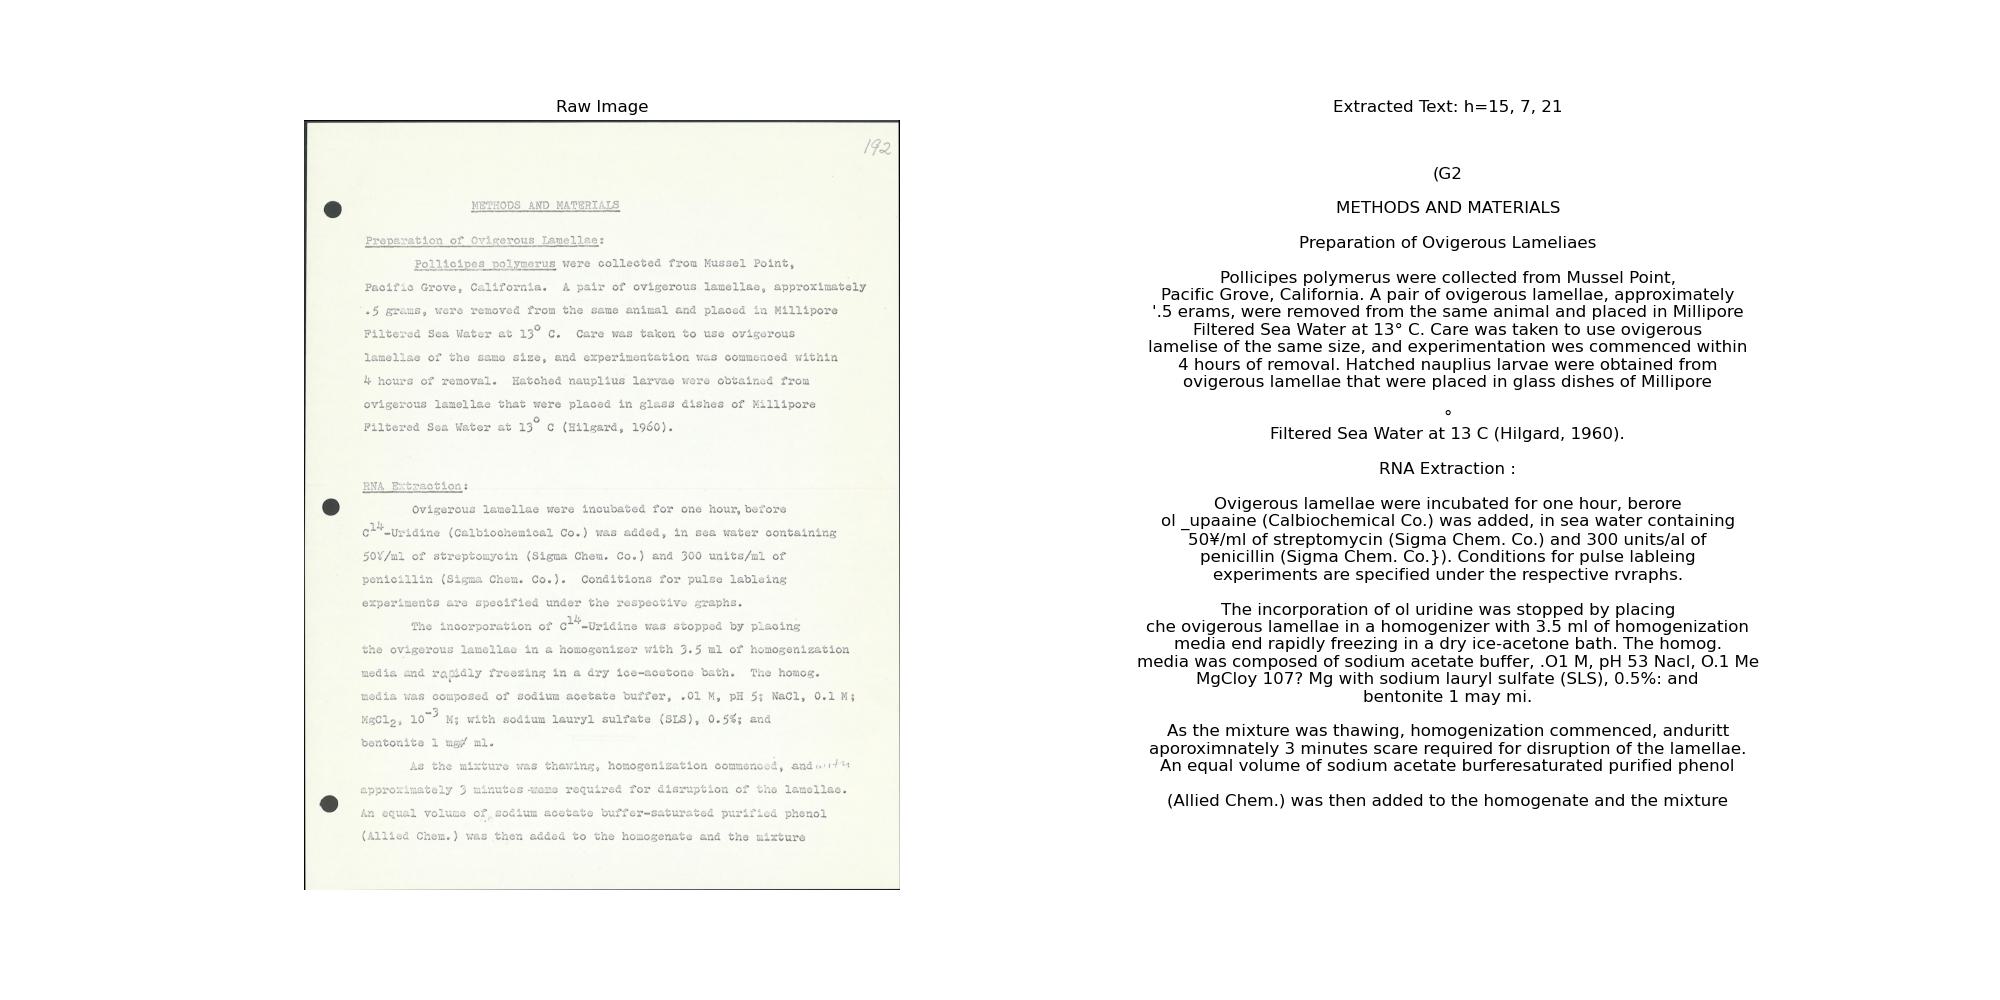 Raw Image
192
METHODS AND MATERIALS
Preparation of Ovigerous Lamellae:
Pollicipes polymerus were collected from Mussel Point,
Pacific Grove, California. A pair of ovigerous lamellae, approximately
.5 grams, were removed from the same animal and placed in Millipore
Filtered Sea Water at 13° C. Care was taken to use ovigerous
lamellae of the same size, and experimentation was commenced within
4 hours of removal. Hatched nauplius larvae were obtained from
ovigerous lamellae that were placed in glass dishes of Millipore
Filtered Sea Water at 13° C (Hilgard, 1960).
RNA Extraction:
Ovigerous lamellae were incubated for one hour, before
C14-Uridine (Calbiochemical Co.) was added, in sea water containing
50γ/ml of streptomycin (Sigma Chem. Co.) and 300 units/ml of
penicillin (Sigma Chem. Co.). Conditions for pulse lableing
experiments are specified under the respective graphs.
The incorporation of C14-Uridine was stopped by placing
the ovigerous lamellae in a homogenizer with 3.5 ml of homogenization
media and rapidly freezing in a dry ice-acetone bath. The homog.
media was composed of sodium acetate buffer, .01 M, pH 5; NaCl, 0.1 M;
MgCl2, 10-3 M; with sodium lauryl sulfate (SLS), 0.5%; and
bentonite 1 mg/ ml.
As the mixture was thawing, homogenization commenced, and
approximately 3 minutes were required for disruption of the lamellae.
An equal volume of sodium acetate buffer-saturated purified phenol
(Allied Chem.) was then added to the homogenate and the mixture
Extracted Text: h=15, 7, 21
(G2
METHODS AND MATERIALS
Preparation of Ovigerous Lameliaes
Pollicipes polymerus were collected from Mussel Point,
Pacific Grove, California. A pair of ovigerous lamellae, approximately
'.5 erams, were removed from the same animal and placed in Millipore
Filtered Sea Water at 13° C. Care was taken to use ovigerous
lamelise of the same size, and experimentation wes commenced within
4 hours of removal. Hatched nauplius larvae were obtained from
ovigerous lamellae that were placed in glass dishes of Millipore
°
Filtered Sea Water at 13 C (Hilgard, 1960).
RNA Extraction :
Ovigerous lamellae were incubated for one hour, berore
ol _upaaine (Calbiochemical Co.) was added, in sea water containing
50¥/ml of streptomycin (Sigma Chem. Co.) and 300 units/al of
penicillin (Sigma Chem. Co.}). Conditions for pulse lableing
experiments are specified under the respective rvraphs.
The incorporation of ol uridine was stopped by placing
che ovigerous lamellae in a homogenizer with 3.5 ml of homogenization
media end rapidly freezing in a dry ice-acetone bath. The homog.
media was composed of sodium acetate buffer, .O1 M, pH 53 Nacl, O.1 Me
MgCloy 107? Mg with sodium lauryl sulfate (SLS), 0.5%: and
bentonite 1 may mi.
As the mixture was thawing, homogenization commenced, anduritt
aporoximnately 3 minutes scare required for disruption of the lamellae.
An equal volume of sodium acetate burferesaturated purified phenol
(Allied Chem.) was then added to the homogenate and the mixture